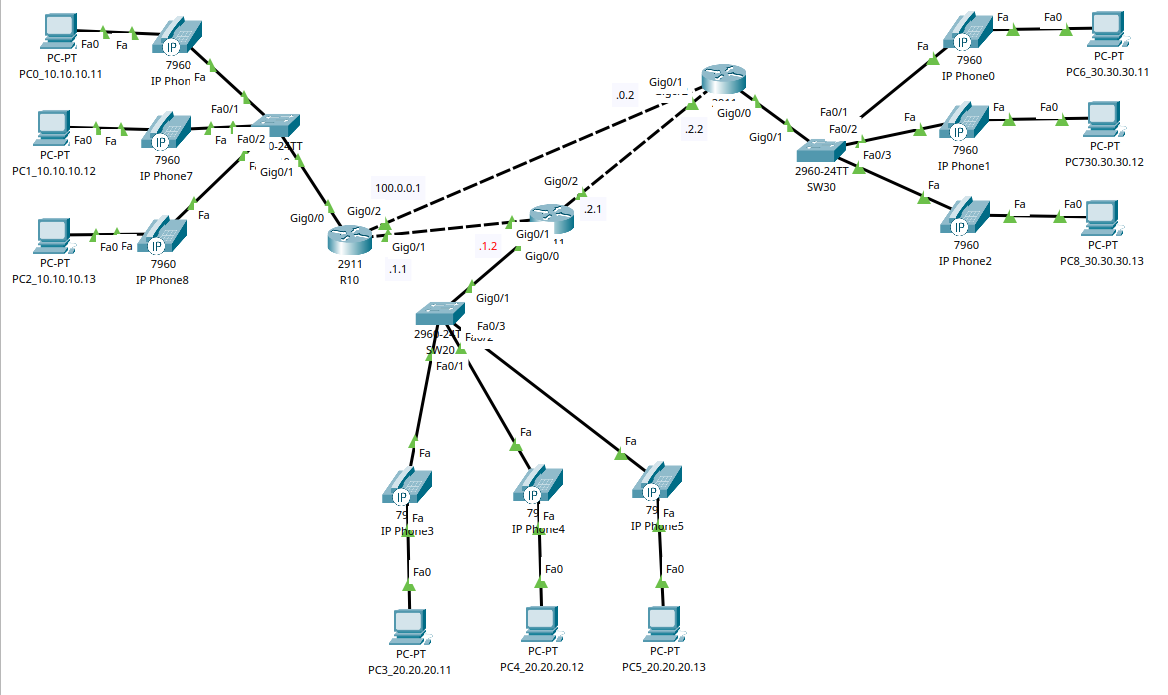 Fa0
Fa
PC-PT
PC0_10.10.10.11
IP
7960
IP Phon
Fa
Fa0
Fa
PC-PT
PC1_10.10.10.12
IP
7960
IP Phone7
Fa
Fa0/1
Fa0/2
0-24TT
Gig0/1
Fa0
Fa
PC-PT
PC2_10.10.10.13
IP
7960
IP Phone8
Fa
Gig0/0
Gig0/2
Gig0/1
2911
R10
100.0.0.1
.1.1
.1.2
.0.2
.2.2
.2.1
Gig0/1
Gig0/0
Gig0/2
Gig0/1
Gig0/0
Gig0/1
2960-24TT
SW30
Fa0/1
Fa0/2
Fa0/3
Fa
IP
7960
IP Phone0
Fa
Fa0
PC-PT
PC6_30.30.30.11
Fa
IP
7960
IP Phone1
Fa
Fa0
PC-PT
PC730.30.30.12
Fa
IP
7960
IP Phone2
Fa
Fa0
PC-PT
PC8_30.30.30.13
Gig0/1
Fa0/3
Fa0/2
2960-24T
SW20
Fa0/1
Fa
Fa
Fa
IP
79
IP Phone3
Fa
IP
79
IP Phone4
Fa
IP
79
IP Phone5
Fa
Fa0
Fa0
Fa0
PC-PT
PC3_20.20.20.11
PC-PT
PC4_20.20.20.12
PC-PT
PC5_20.20.20.13